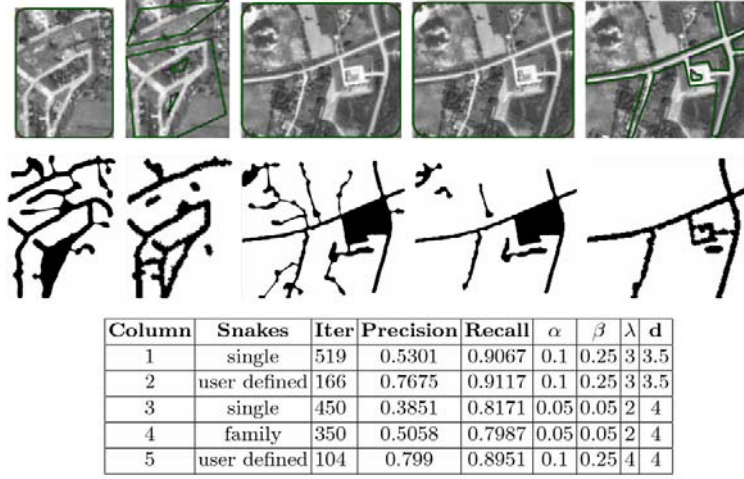 Column Snakes Iter Precision Recall α β λ d
1 single 519 0.5301 0.9067 0.1 0.25 3 3.5
2 user defined 166 0.7675 0.9117 0.1 0.25 3 3.5
3 single 450 0.3851 0.8171 0.05 0.05 2 4
4 family 350 0.5058 0.7987 0.05 0.05 2 4
5 user defined 104 0.799 0.8951 0.1 0.25 4 4